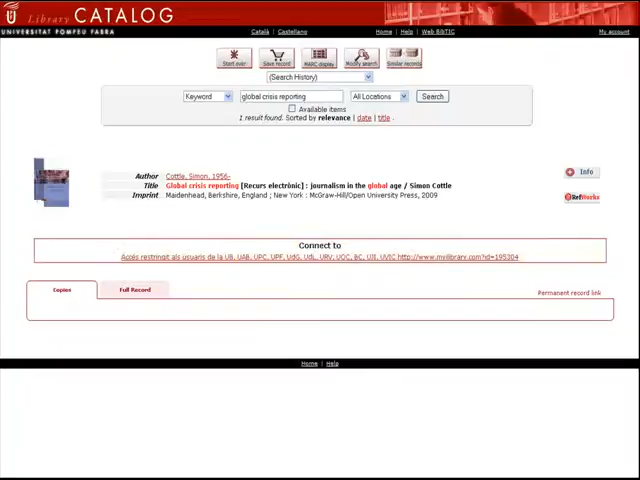 Library CATALOG
UNIVERSITAT POMPEU FABRA
Català | Castellano
Home | Help | Web BibTIC
My account
Start over
Save record
MARC display
Modify search
Similar records
(Search History)
Keyword
global crisis reporting
All Locations
Search
Available items
1 result found. Sorted by relevance | date | title .
Author Cottle, Simon, 1956-
Title Global crisis reporting [Recurs electrònic] : journalism in the global age / Simon Cottle
Imprint Maidenhead, Berkshire, England ; New York : McGraw-Hill/Open University Press, 2009
Info
RefWorks
Connect to
Accés restringit als usuaris de la UB, UAB, UPC, UPF, UdG, UdL, URV, UOC, BC, UJI, UVIC http://www.myilibrary.com?id=195304
Copies
Full Record
Permanent record link
Home | Help